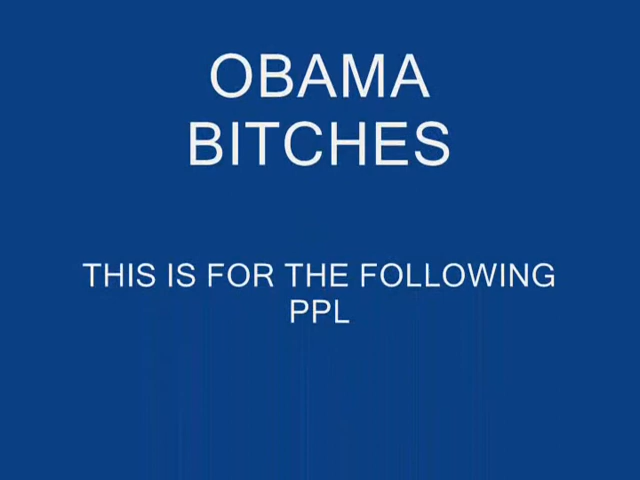 OBAMA
BITCHES
THIS IS FOR THE FOLLOWING
PPL